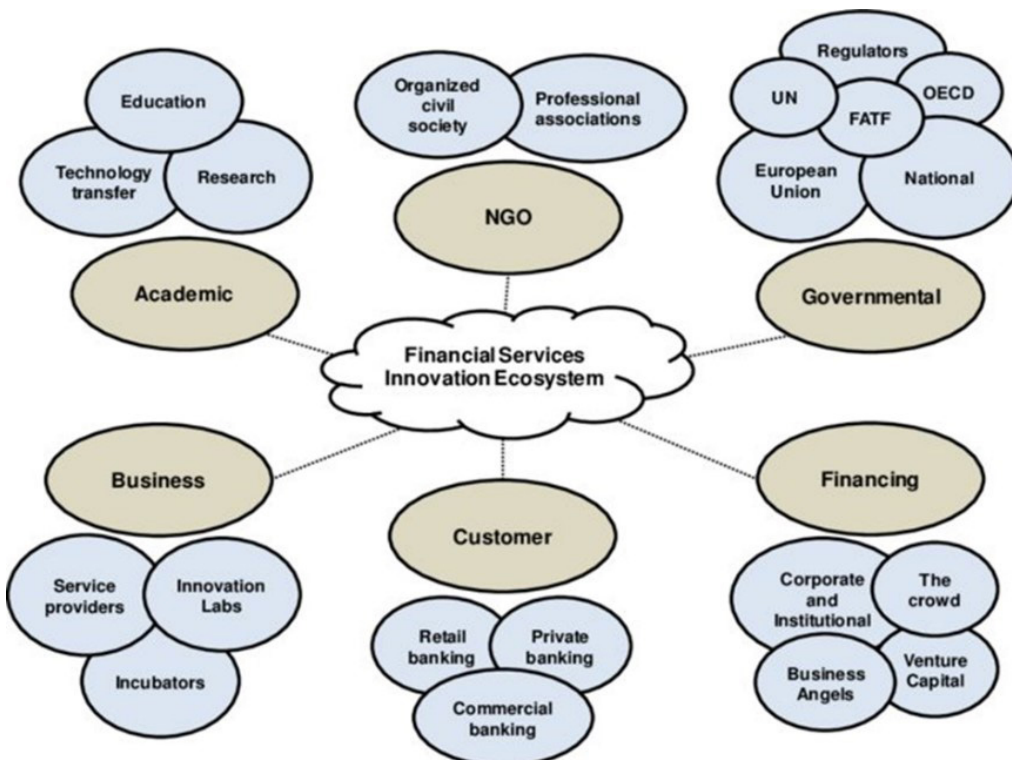 Education
Technology
transfer
Research
Academic
Organized
civil
society
Professional
associations
NGO
Regulators
UN
OECD
FATF
European
Union
National
Governmental
Financial Services
Innovation Ecosystem
Business
Service
providers
Innovation
Labs
Incubators
Customer
Retail
banking
Private
banking
Commercial
banking
Financing
Corporate
and
Institutional
The
crowd
Business
Angels
Venture
Capital